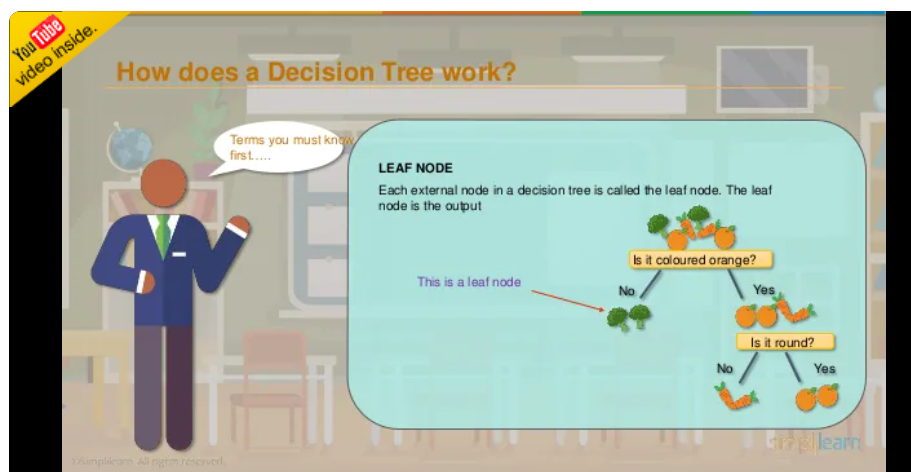 YouTube
video inside.
How does a Decision Tree work?
Terms you must know
first.....
LEAF NODE
Each external node in a decision tree is called the leaf node. The leaf
node is the output
Is it coloured orange?
This is a leaf node
No
Yes
Is it round?
No
Yes
simplilearn
©Simplilearn. All rights reserved.